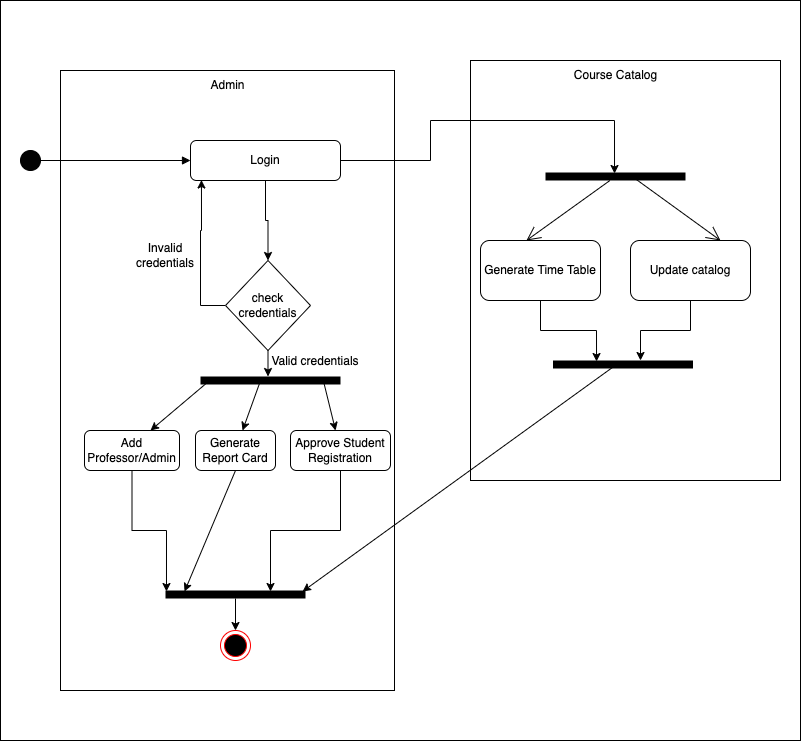 Admin
Course Catalog
Login
Invalid
credentials
check
credentials
Valid credentials
Generate Time Table
Update catalog
Add
Professor/Admin
Generate
Report Card
Approve Student
Registration